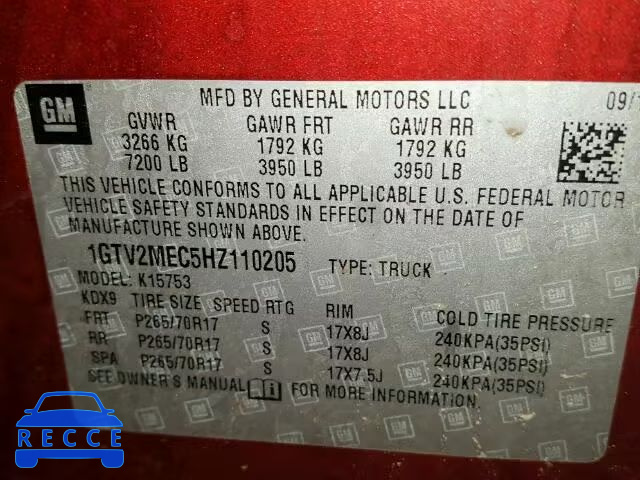 GM
MFD BY GENERAL MOTORS LLC 09/
GVWR GAWR FRT GAWR RR
3266 KG 1792 KG 1792 KG
7200 LB 3950 LB 3950 LB
THIS VEHICLE CONFORMS TO ALL APPLICABLE U.S. FEDERAL MOTOR
VEHICLE SAFETY STANDARDS IN EFFECT ON THE DATE OF
MANUFACTURE SHOWN ABOVE.
1GTV2MEC5HZ110205 TYPE: TRUCK
MODEL: K15753
KDX9 TIRE SIZE SPEED RTG RIM COLD TIRE PRESSURE
FRT P265/70R17 S 17X8J 240KPA(35PSI)
RR P265/70R17 S 17X8J 240KPA(35PSI)
SPA P265/70R17 S 17X7.5J 240KPA(35PSI)
SEE OWNER'S MANUAL FOR MORE INFORMATION.
RECCE